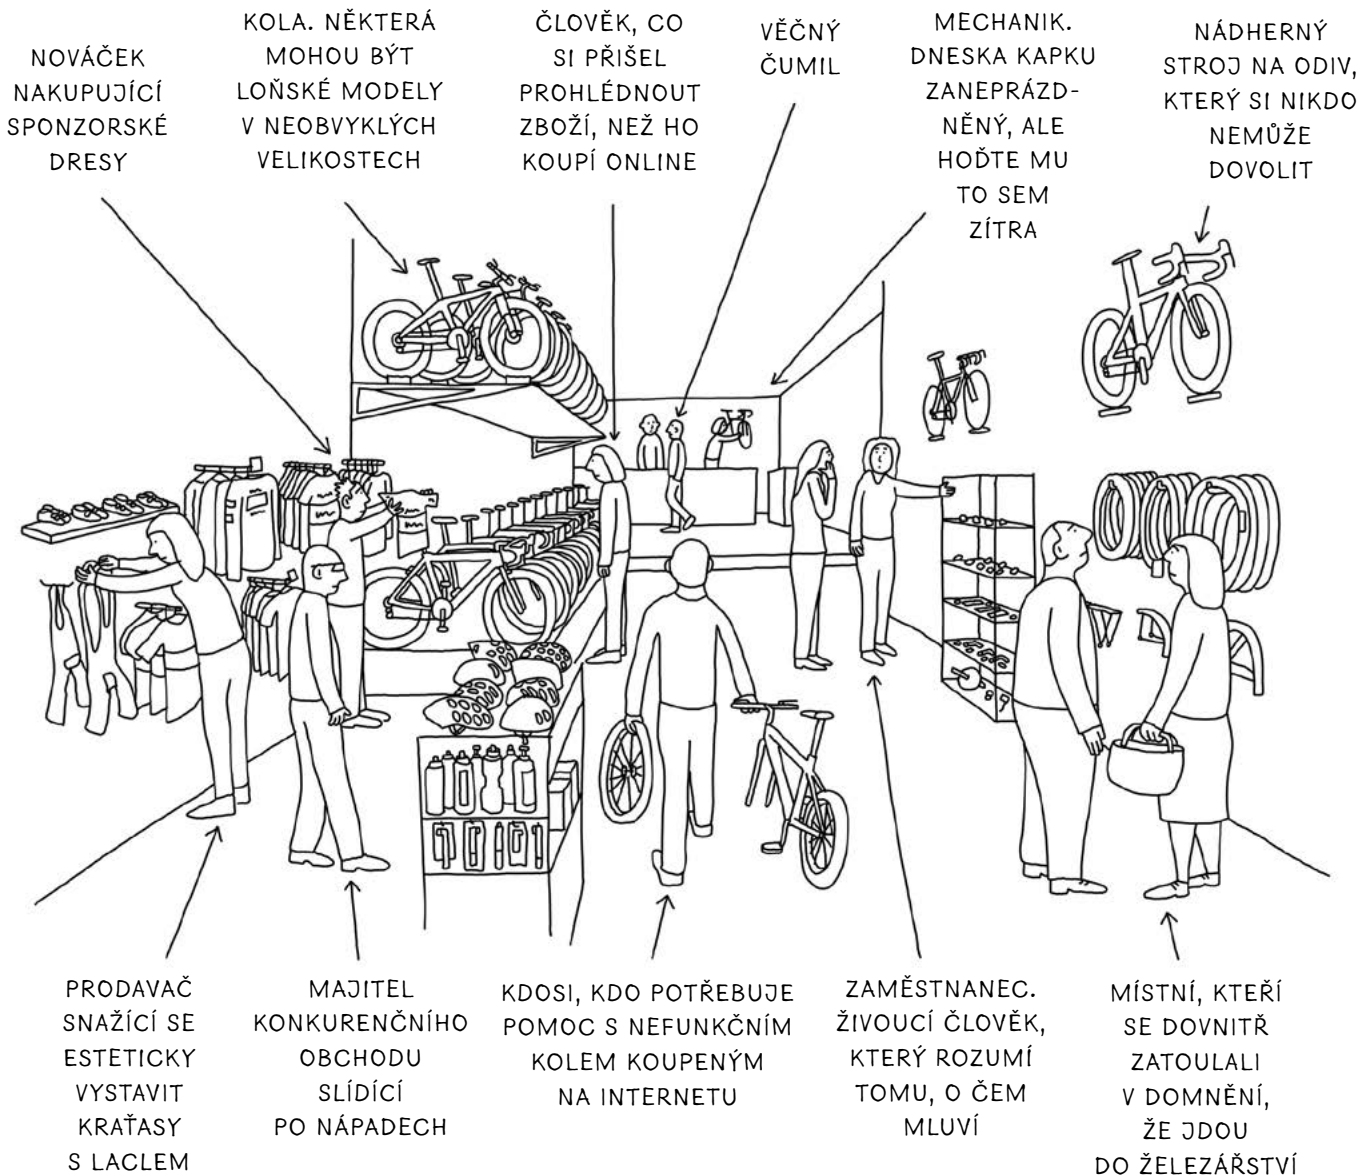 NOVÁČEK
NAKUPUJÍCÍ
SPONZORSKÉ
DRESY
KOLA. NĚKTERÁ
MOHOU BÝT
LOŇSKÉ MODELY
V NEOBVYKLÝCH
VELIKOSTECH
ČLOVĚK, CO
SI PŘIŠEL
PROHLÉDNOUT
ZBOŽÍ, NEŽ HO
KOUPÍ ONLINE
VĚČNÝ
ČUMIL
MECHANIK.
DNESKA KAPKU
ZANEPRÁZD-
NĚNÝ, ALE
HOĎTE MU
TO SEM
ZÍTRA
NÁDHERNÝ
STROJ NA ODIV,
KTERÝ SI NIKDO
NEMŮŽE
DOVOLIT
PRODAVAČ
SNAŽÍCÍ SE
ESTETICKY
VYSTAVIT
KRAŤASY
S LACLEM
MAJITEL
KONKURENČNÍHO
OBCHODU
SLÍDÍCÍ
PO NÁPADECH
KDOSI, KDO POTŘEBUJE
POMOC S NEFUNKČNÍM
KOLEM KOUPENÝM
NA INTERNETU
ZAMĚSTNANEC.
ŽIVOUCÍ ČLOVĚK,
KTERÝ ROZUMÍ
TOMU, O ČEM
MLUVÍ
MÍSTNÍ, KTEŘÍ
SE DOVNITŘ
ZATOULALI
V DOMNĚNÍ,
ŽE JDOU
DO ŽELEZÁŘSTVÍ